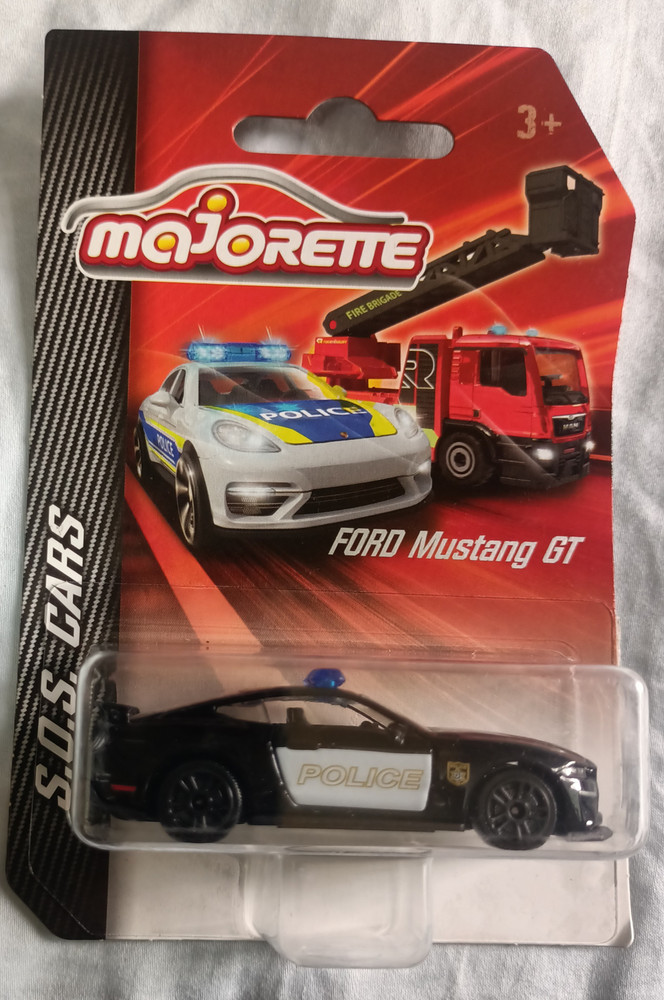 3+
majorette
FIRE BRIGADE
POLICE
POLICE
MAN
FORD Mustang GT
S.O.S. CARS
POLICE